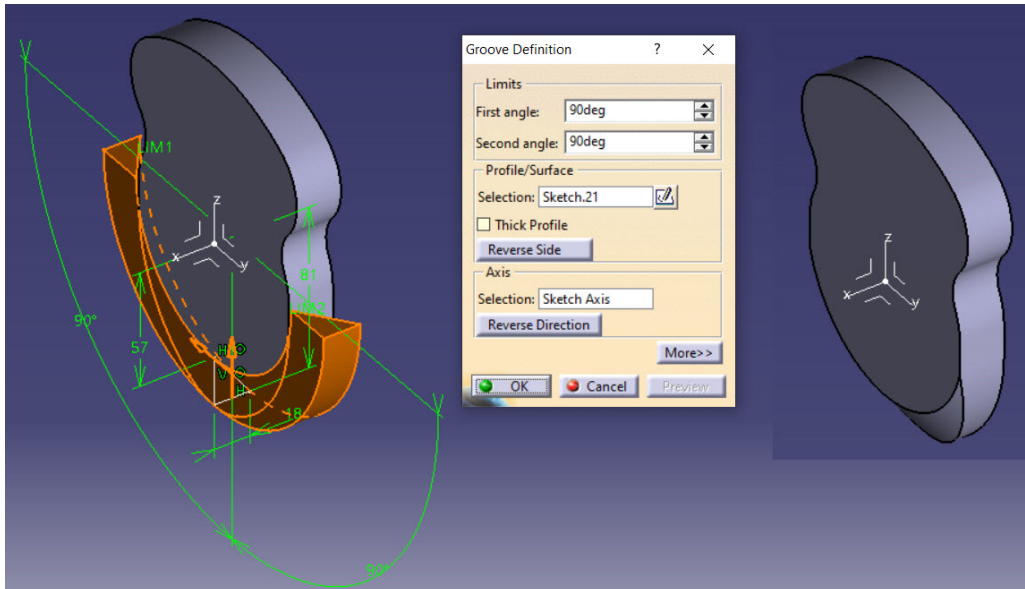 LIM1
z
x
y
81
90°
57
H
V
H
18
90°
Groove Definition ? ×
Limits
First angle: 90deg
Second angle: 90deg
Profile/Surface
Selection: Sketch.21
Thick Profile
Reverse Side
Axis
Selection: Sketch Axis
Reverse Direction
More>>
OK Cancel Preview
z
x
y